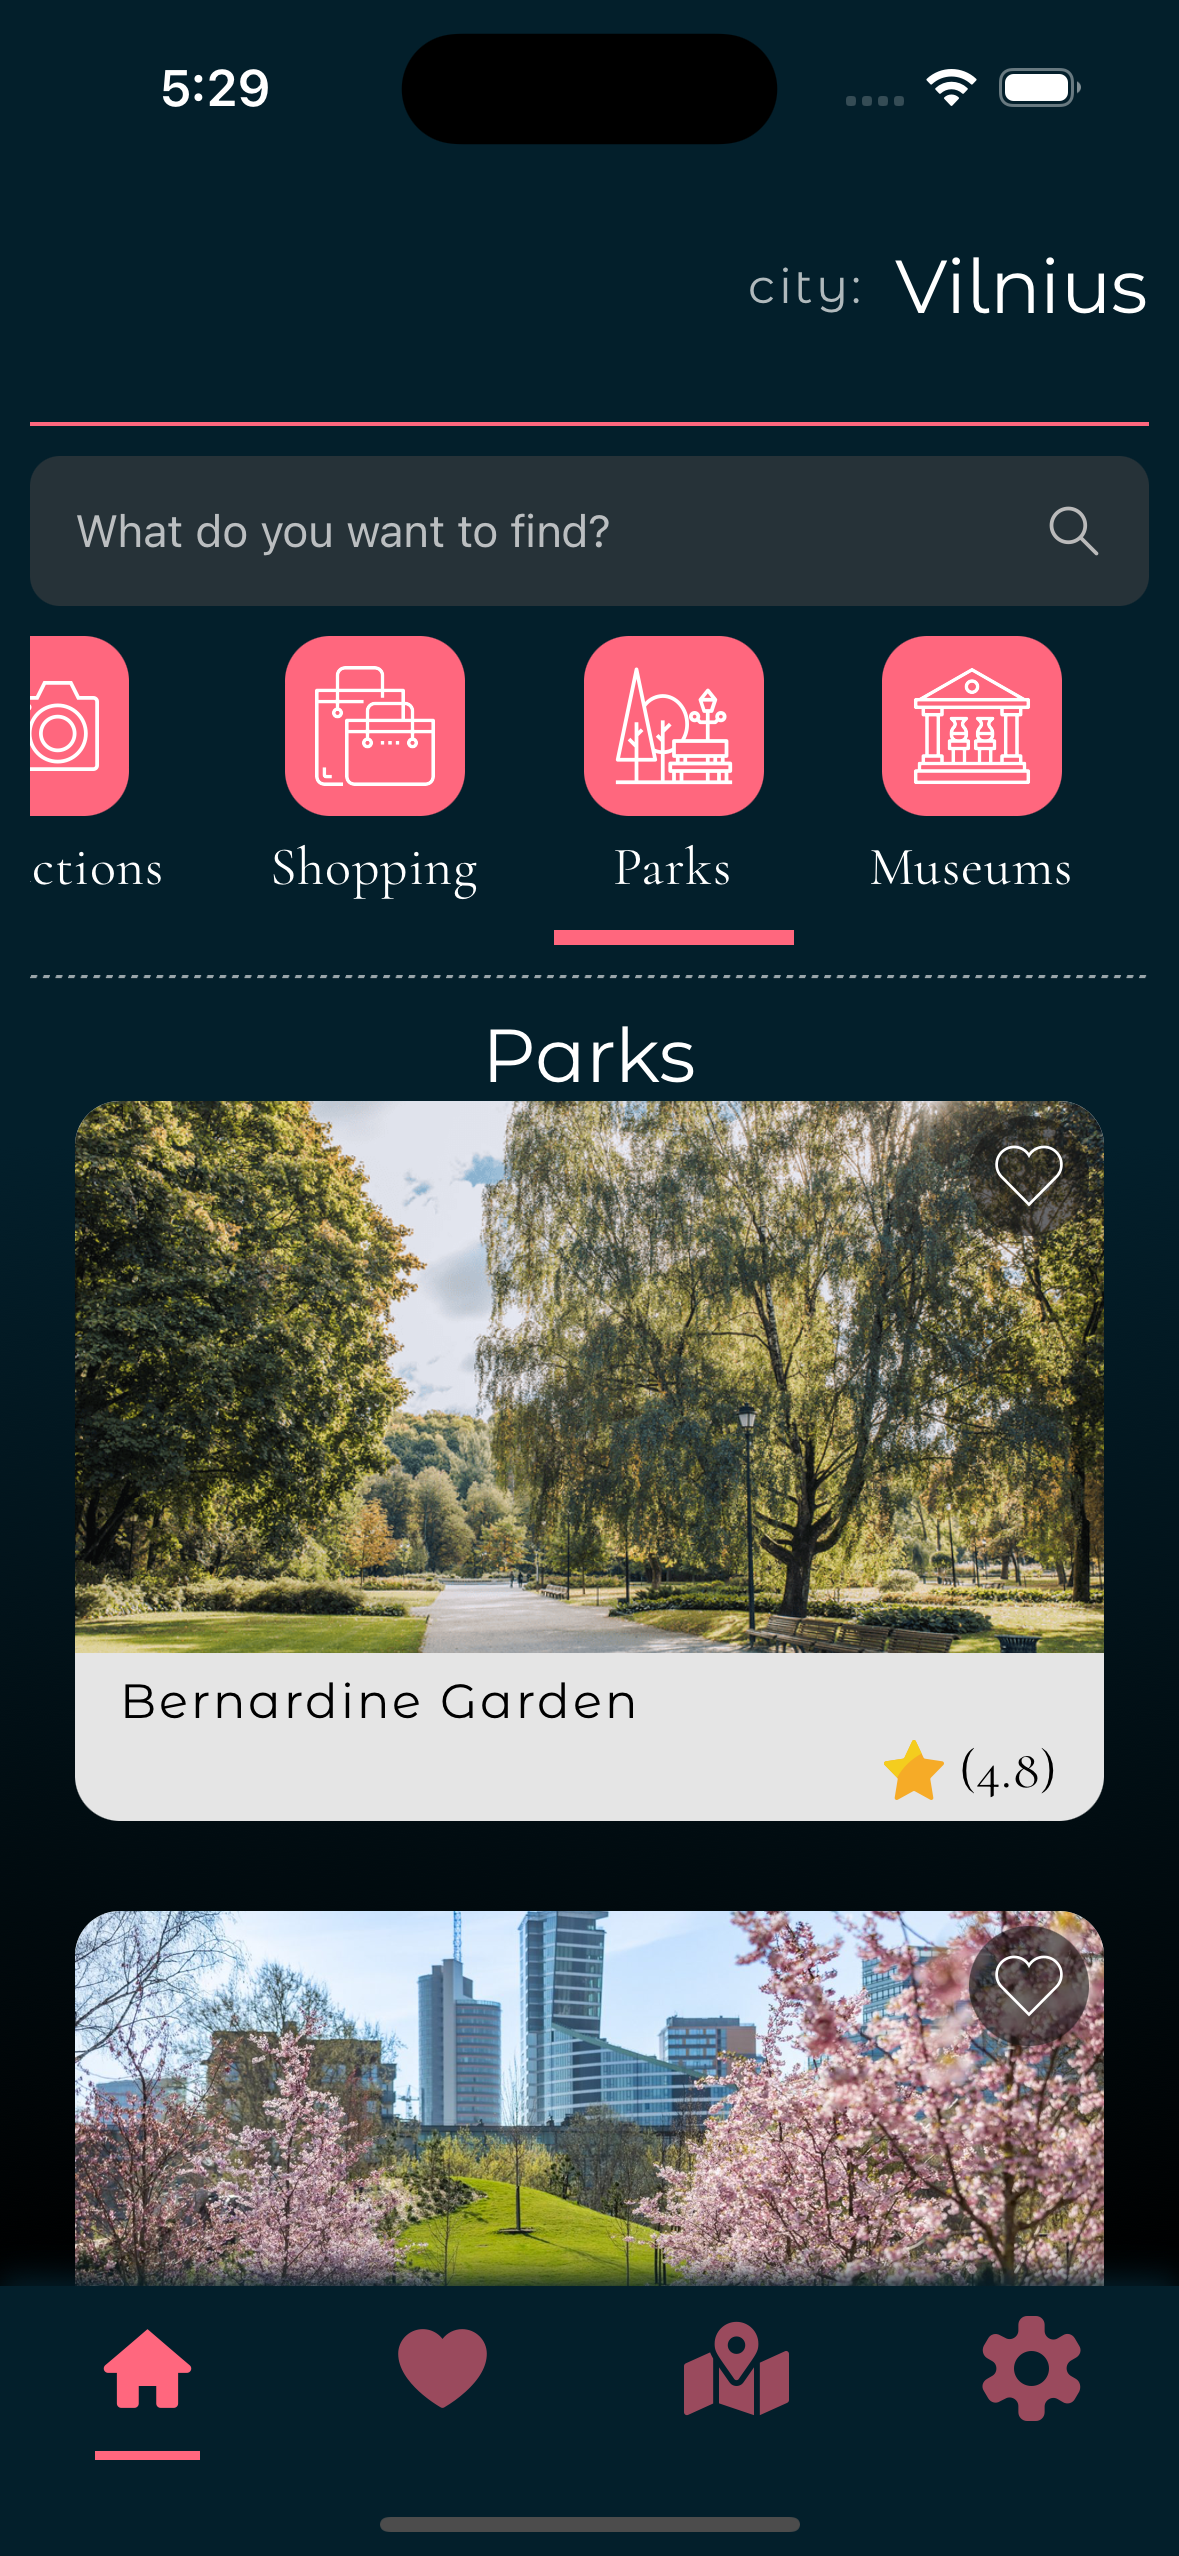 5:29
city: Vilnius
What do you want to find?
ctions Shopping Parks Museums
Parks
Bernardine Garden
(4.8)